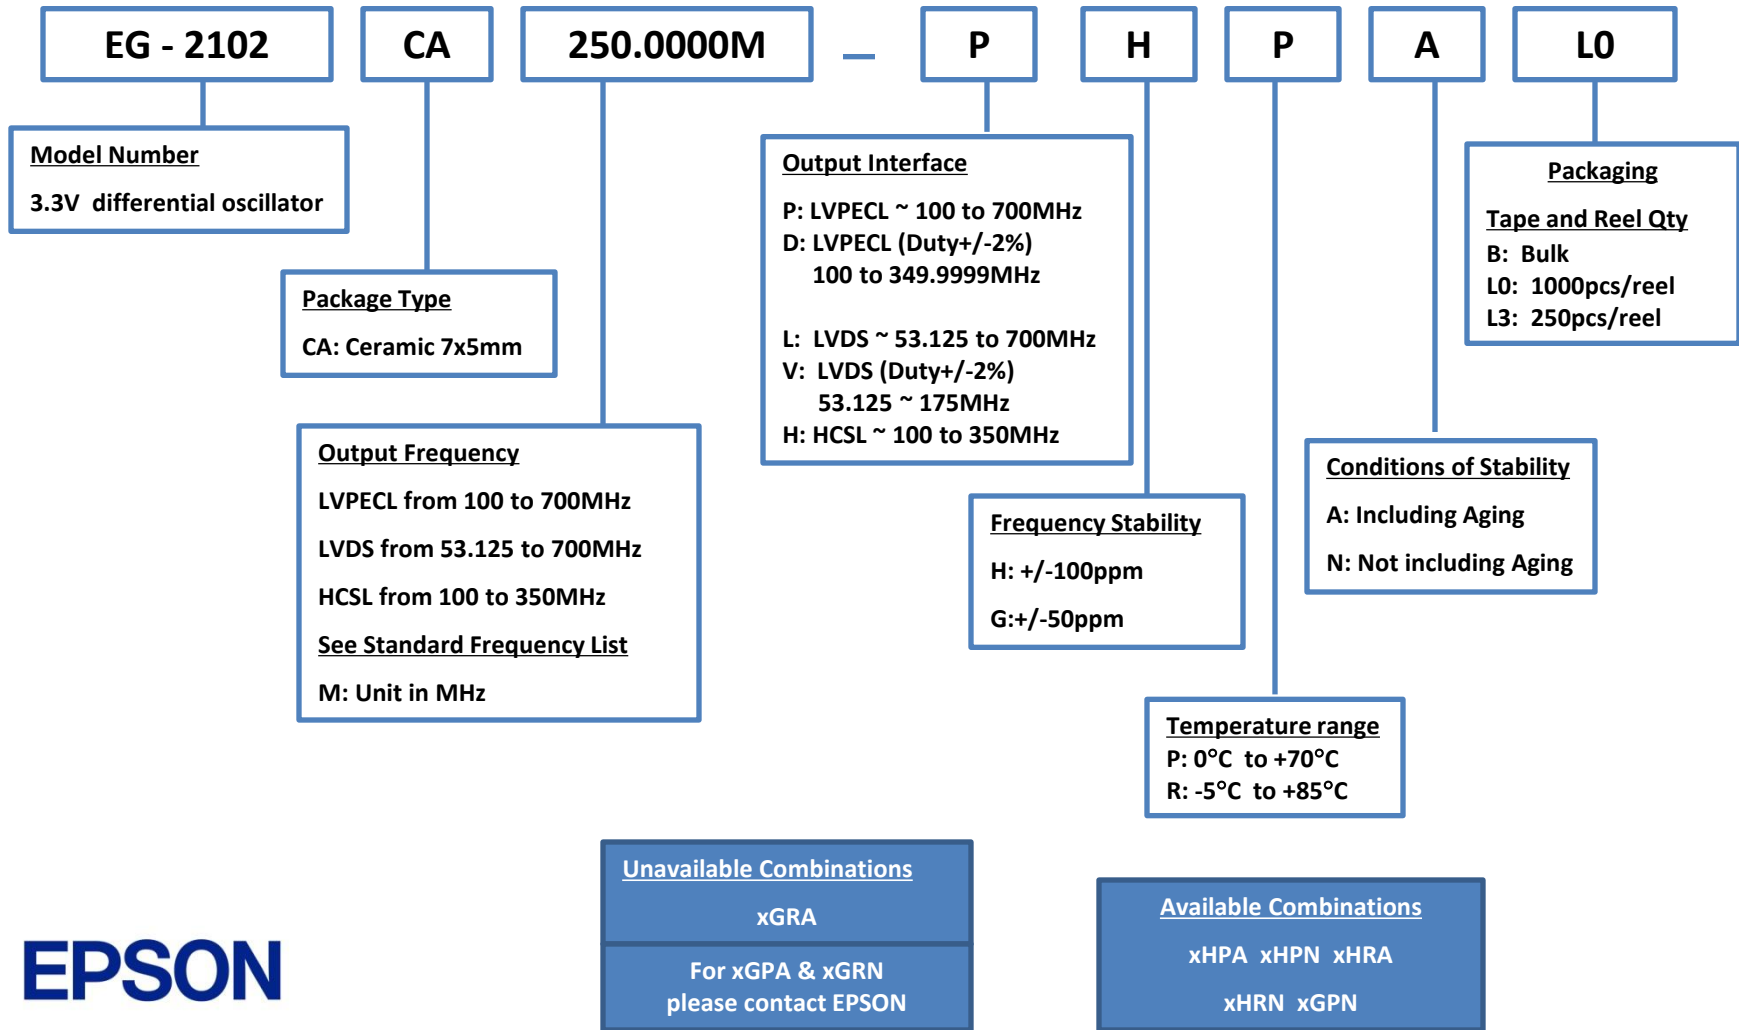 EG - 2102 CA 250.0000M _ P H P A L0
Model Number
3.3V differential oscillator
Package Type
CA: Ceramic 7x5mm
Output Frequency
LVPECL from 100 to 700MHz
LVDS from 53.125 to 700MHz
HCSL from 100 to 350MHz
See Standard Frequency List
M: Unit in MHz
Output Interface
P: LVPECL ~ 100 to 700MHz
D: LVPECL (Duty+/-2%)
100 to 349.9999MHz
L: LVDS ~ 53.125 to 700MHz
V: LVDS (Duty+/-2%)
53.125 ~ 175MHz
H: HCSL ~ 100 to 350MHz
Frequency Stability
H: +/-100ppm
G:+/-50ppm
Temperature range
P: 0°C to +70°C
R: -5°C to +85°C
Conditions of Stability
A: Including Aging
N: Not including Aging
Packaging
Tape and Reel Qty
B: Bulk
L0: 1000pcs/reel
L3: 250pcs/reel
Unavailable Combinations
xGRA
For xGPA & xGRN
please contact EPSON
Available Combinations
xHPA xHPN xHRA
xHRN xGPN
EPSON